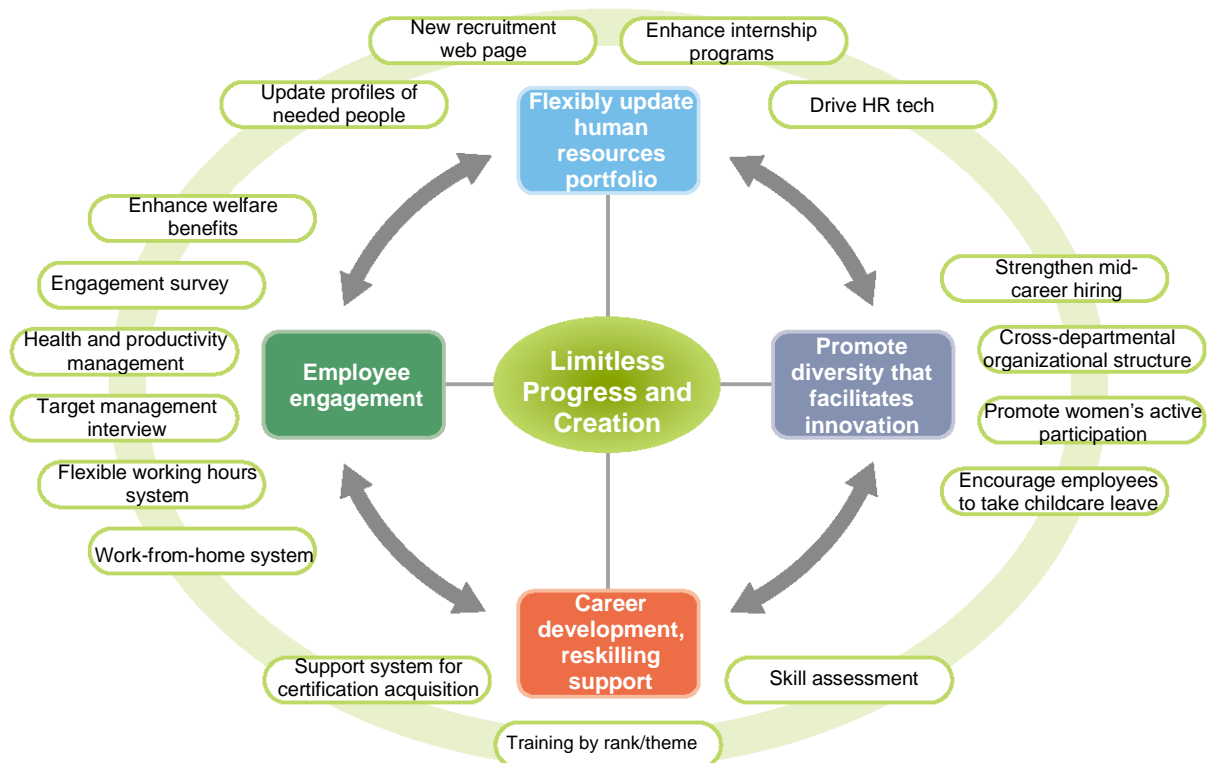 New recruitment
web page
Enhance internship
programs
Update profiles of
needed people
Drive HR tech
Flexibly update
human
resources
portfolio
Enhance welfare
benefits
Engagement survey
Health and productivity
management
Target management
interview
Flexible working hours
system
Work-from-home system
Employee
engagement
Limitless
Progress and
Creation
Promote
diversity that
facilitates
innovation
Strengthen mid-
career hiring
Cross-departmental
organizational structure
Promote women’s active
participation
Encourage employees
to take childcare leave
Career
development,
reskilling
support
Support system for
certification acquisition
Skill assessment
Training by rank/theme